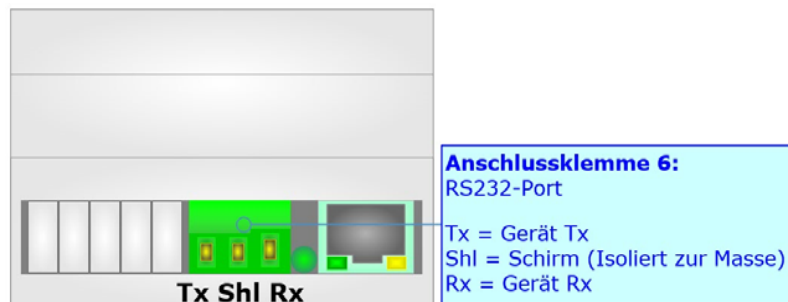 Anschlussklemme 6:
RS232-Port
Tx = Gerät Tx
Shl = Schirm (Isoliert zur Masse)
Rx = Gerät Rx
Tx Shl Rx